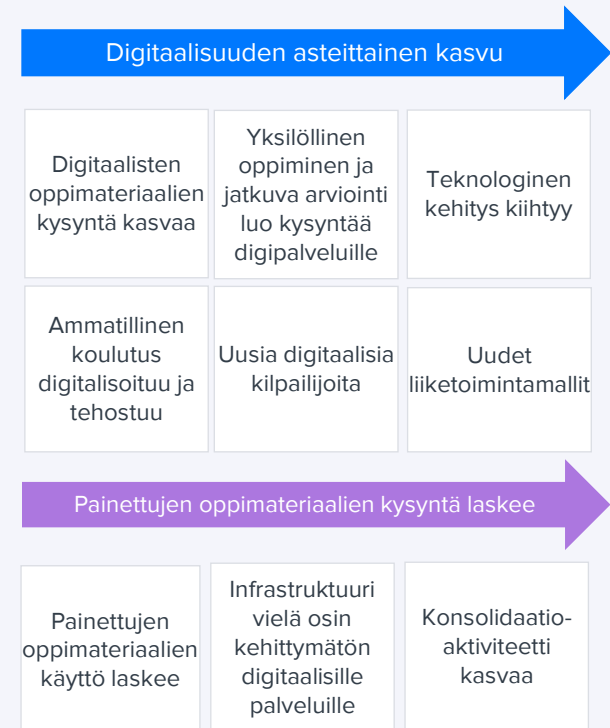 Digitaalisuuden asteittainen kasvu
Digitaalisten
oppimateriaalien
kysyntä kasvaa
Yksilöllinen
oppiminen ja
jatkuva arviointi
luo kysyntää
digipalveluille
Teknologinen
kehitys kiihtyy
Ammatillinen
koulutus
digitalisoituu ja
tehostuu
Uusia digitaalisia
kilpailijoita
Uudet
liiketoimintamallit
Painettujen oppimateriaalien kysyntä laskee
Painettujen
oppimateriaalien
käyttö laskee
Infrastruktuuri
vielä osin
kehittymätön
digitaalisille
palveluille
Konsolidaatio-
aktiviteetti
kasvaa